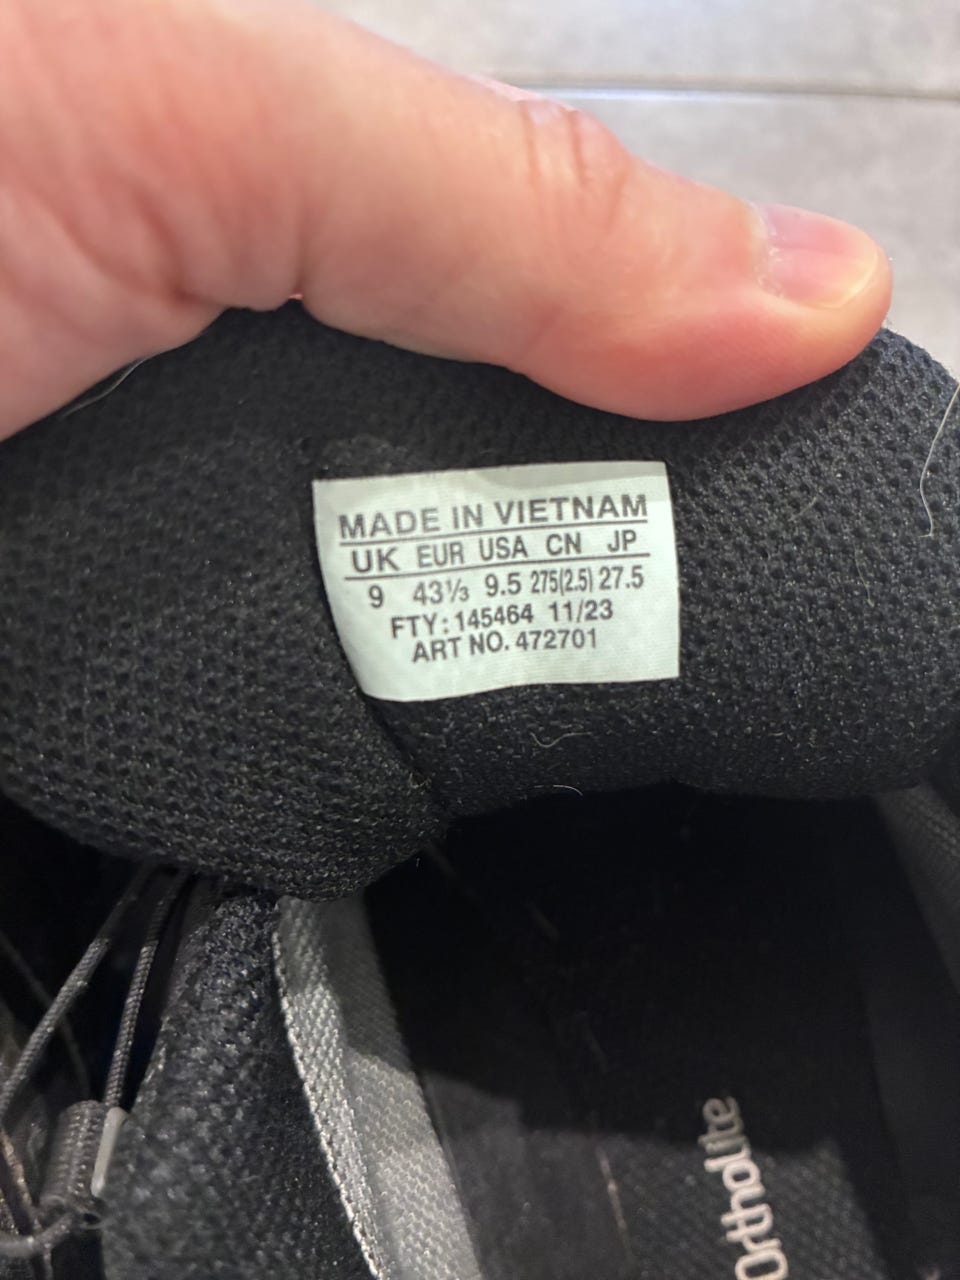 MADE IN VIETNAM
UK EUR USA CN JP
9 43⅓ 9.5 275(2.5) 27.5
FTY: 145464 11/23
ART NO. 472701
Ortholite